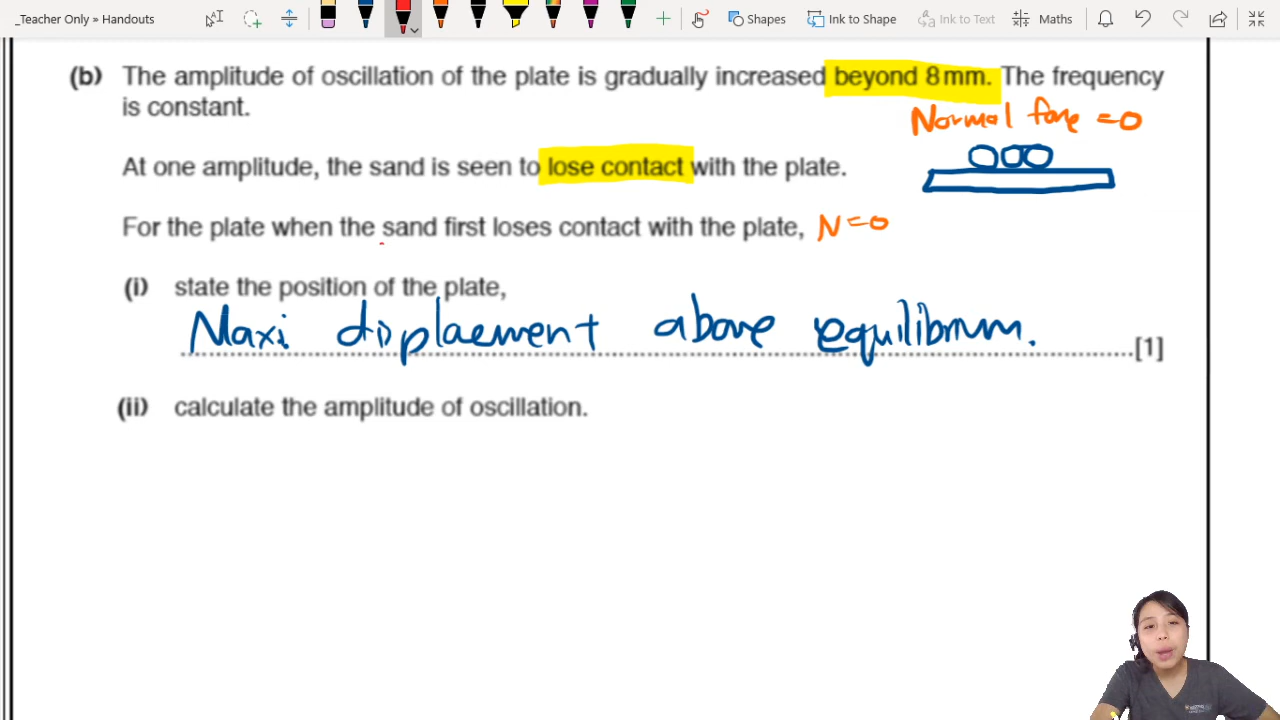 _Teacher Only » Handouts
Shapes
Ink to Shape
Ink to Text
Maths
(b) The amplitude of oscillation of the plate is gradually increased beyond 8 mm. The frequency
is constant.
Normal force = 0
At one amplitude, the sand is seen to lose contact with the plate.
For the plate when the sand first loses contact with the plate, N = 0
(i) state the position of the plate,
Maxi displaement above equilibrium.
[1]
(ii) calculate the amplitude of oscillation.